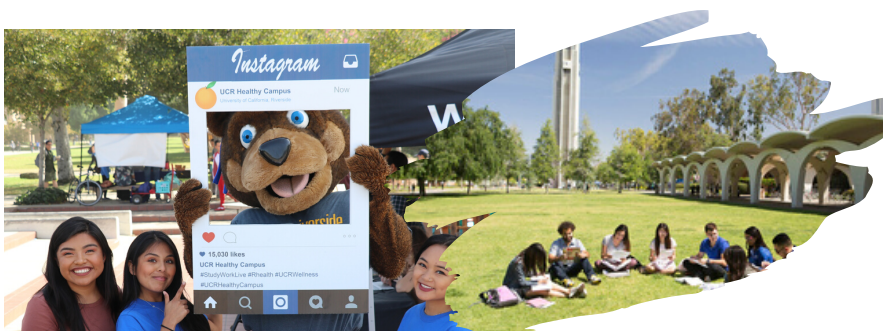 Instagram
UCR Healthy Campus
Now
University of California, Riverside
15,030 likes
UCR Healthy Campus
#StudyWorkLive #Rhealth #UCRWellness
#UCRHealthyCampus